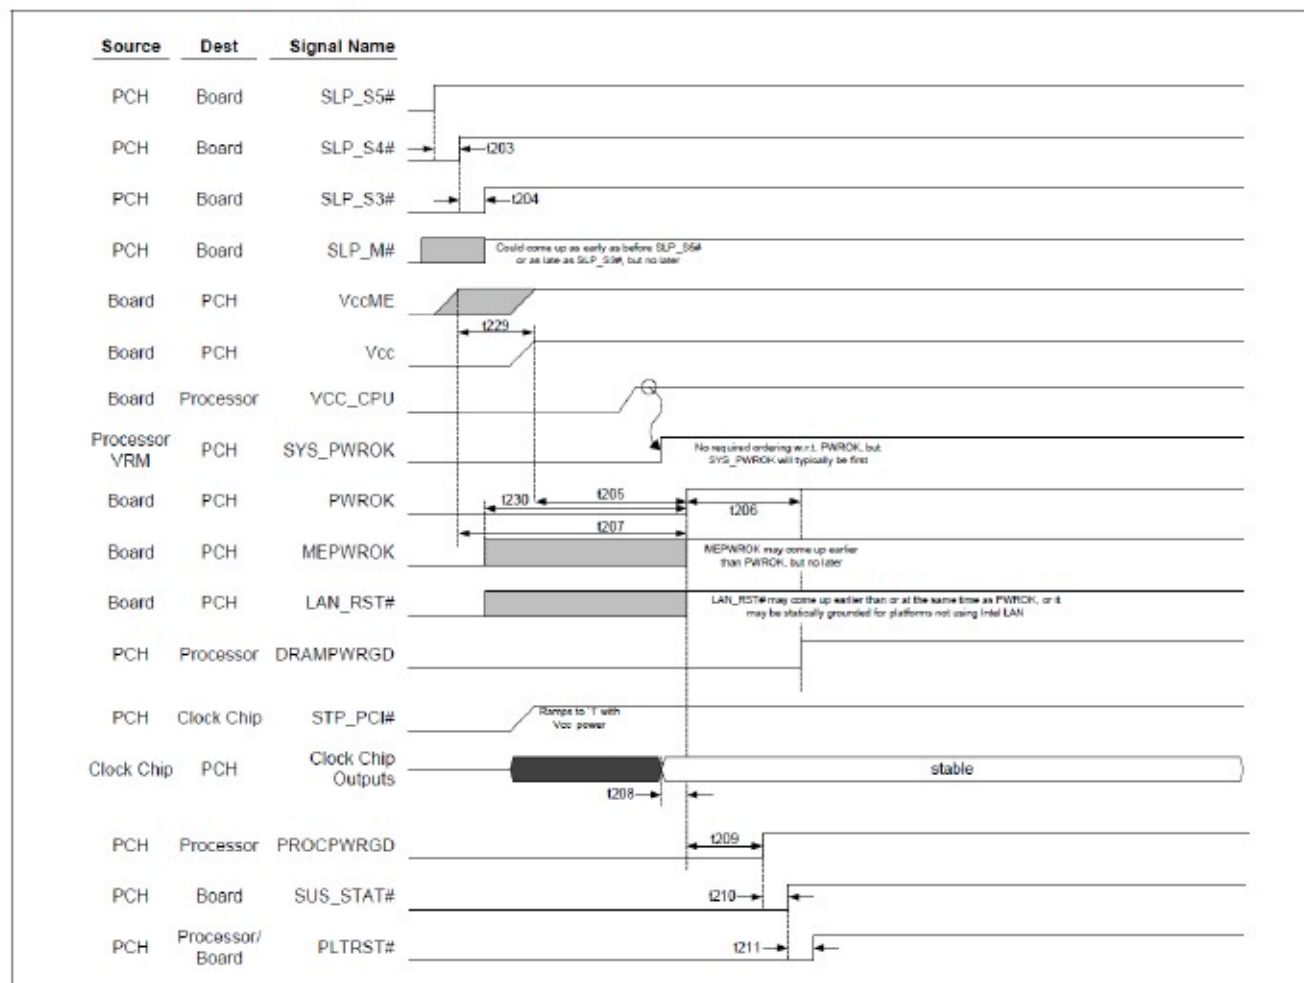 Source Dest Signal Name
PCH Board SLP_S5#
PCH Board SLP_S4# t203
PCH Board SLP_S3# t204
PCH Board SLP_M# Could come up as early as before SLP_S5#
or as late as SLP_S3#, but no later
Board PCH VccME
t229
Board PCH Vcc
Board Processor VCC_CPU
Processor
VRM PCH SYS_PWROK No required ordering w.r.t. PWROK, but
SYS_PWROK will typically be first
Board PCH PWROK t230 t205 t206
t207
Board PCH MEPWROK MEPWROK may come up earlier
than PWROK, but no later
Board PCH LAN_RST# LAN_RST# may come up earlier than or at the same time as PWROK, or it
may be statically grounded for platforms not using Intel LAN
PCH Processor DRAMPWRGD
PCH Clock Chip STP_PCI# Ramps to '1' with
Vcc power
Clock Chip PCH Clock Chip
Outputs stable
t208
PCH Processor PROCPWRGD t209
PCH Board SUS_STAT# t210
PCH Processor/
Board PLTRST# t211